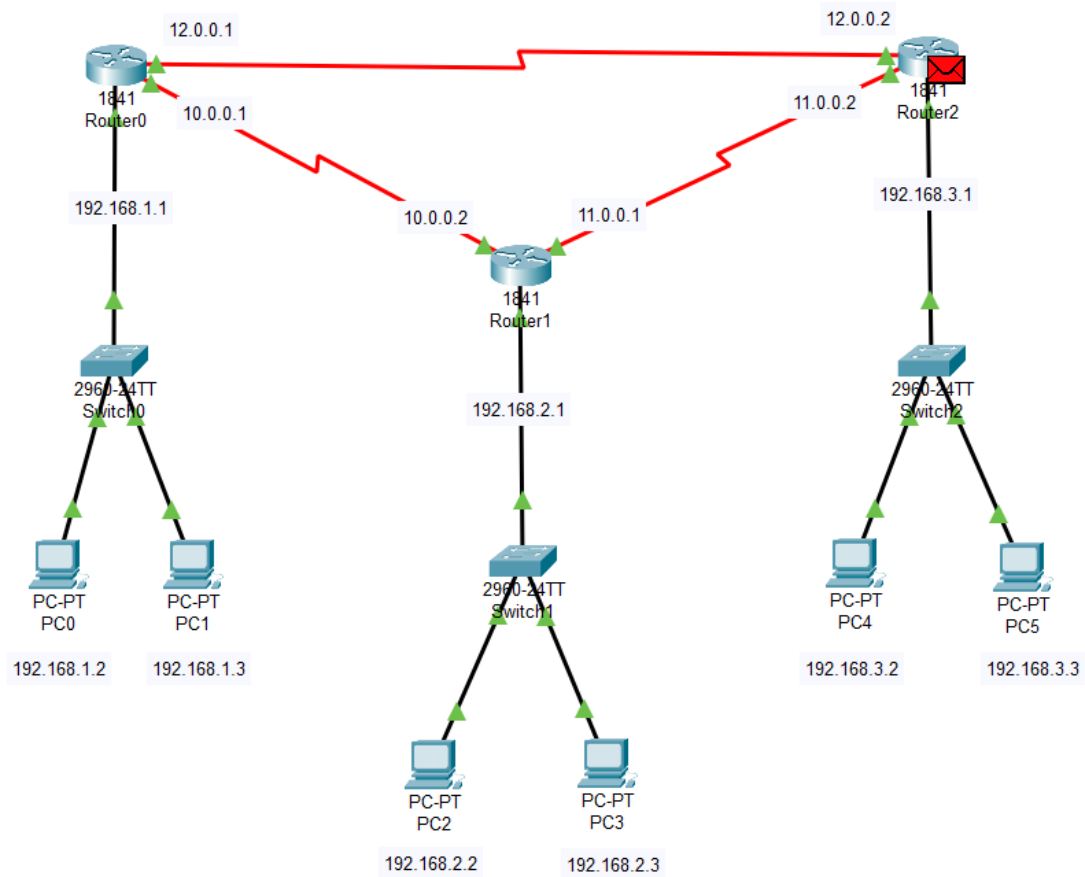 12.0.0.1
12.0.0.2
1841
Router0
10.0.0.1
1841
Router2
11.0.0.2
192.168.1.1
10.0.0.2
11.0.0.1
192.168.3.1
1841
Router1
2960-24TT
Switch0
192.168.2.1
2960-24TT
Switch2
PC-PT
PC0
PC-PT
PC1
2960-24TT
Switch1
PC-PT
PC4
PC-PT
PC5
192.168.1.2
192.168.1.3
192.168.3.2
192.168.3.3
PC-PT
PC2
PC-PT
PC3
192.168.2.2
192.168.2.3